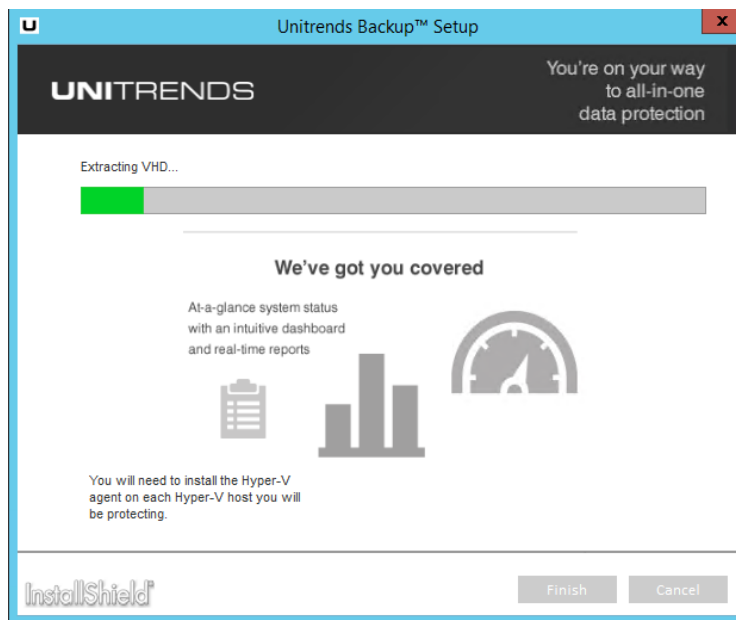 Unitrends Backup™ Setup
x
UNITRENDS
You're on your way
to all-in-one
data protection
Extracting VHD...
We've got you covered
At-a-glance system status
with an intuitive dashboard
and real-time reports
You will need to install the Hyper-V
agent on each Hyper-V host you will
be protecting.
InstallShield®
Finish
Cancel